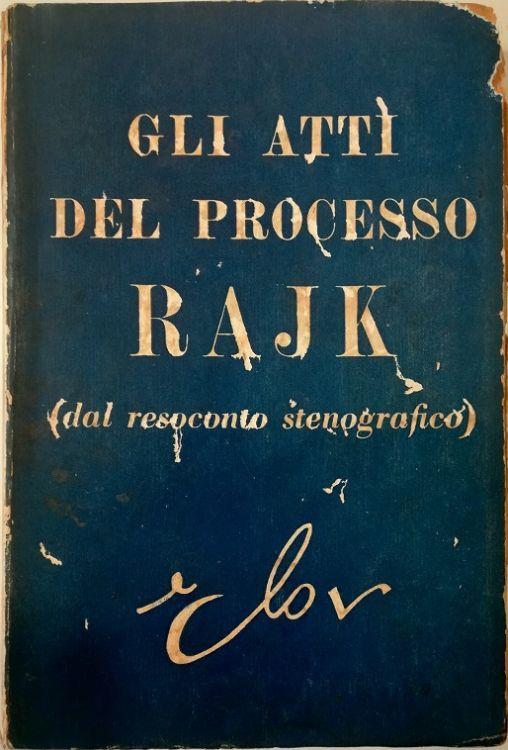 GLI ATTI
DEL PROCESSO
RAJK
(dal resoconto stenografico)